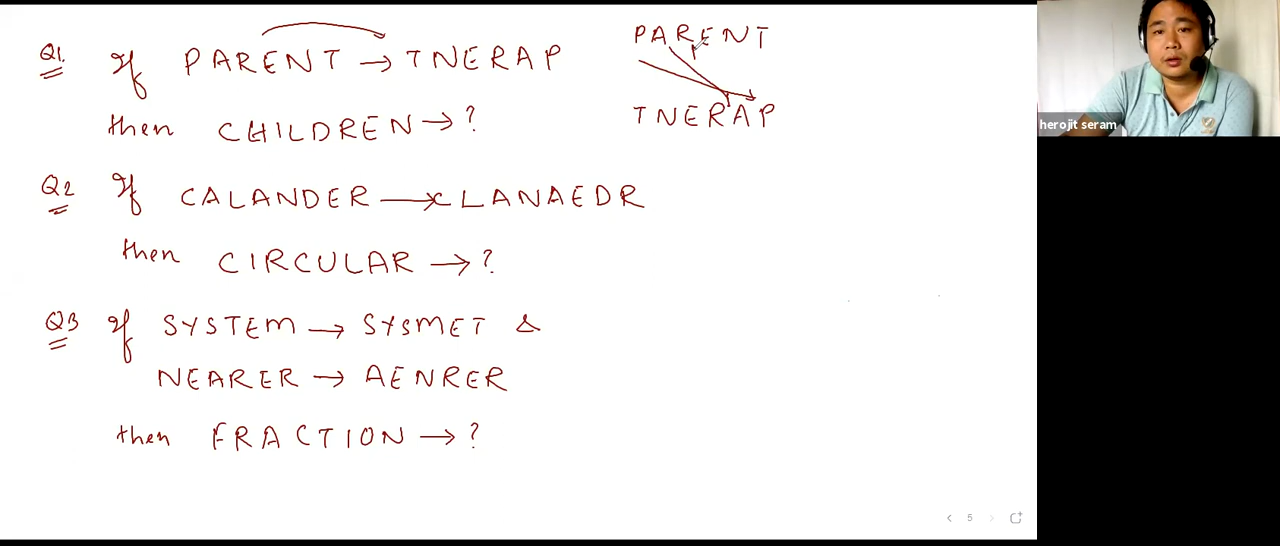 Q1. If PARENT → TNERAP
PARENT
TNERAP
then CHILDREN → ?
Q2 If CALANDER → CLANAEDR
then CIRCULAR → ?
Q3 If SYSTEM → SYSMET &
NEARER → AENRER
then FRACTION → ?
herojit seram
5